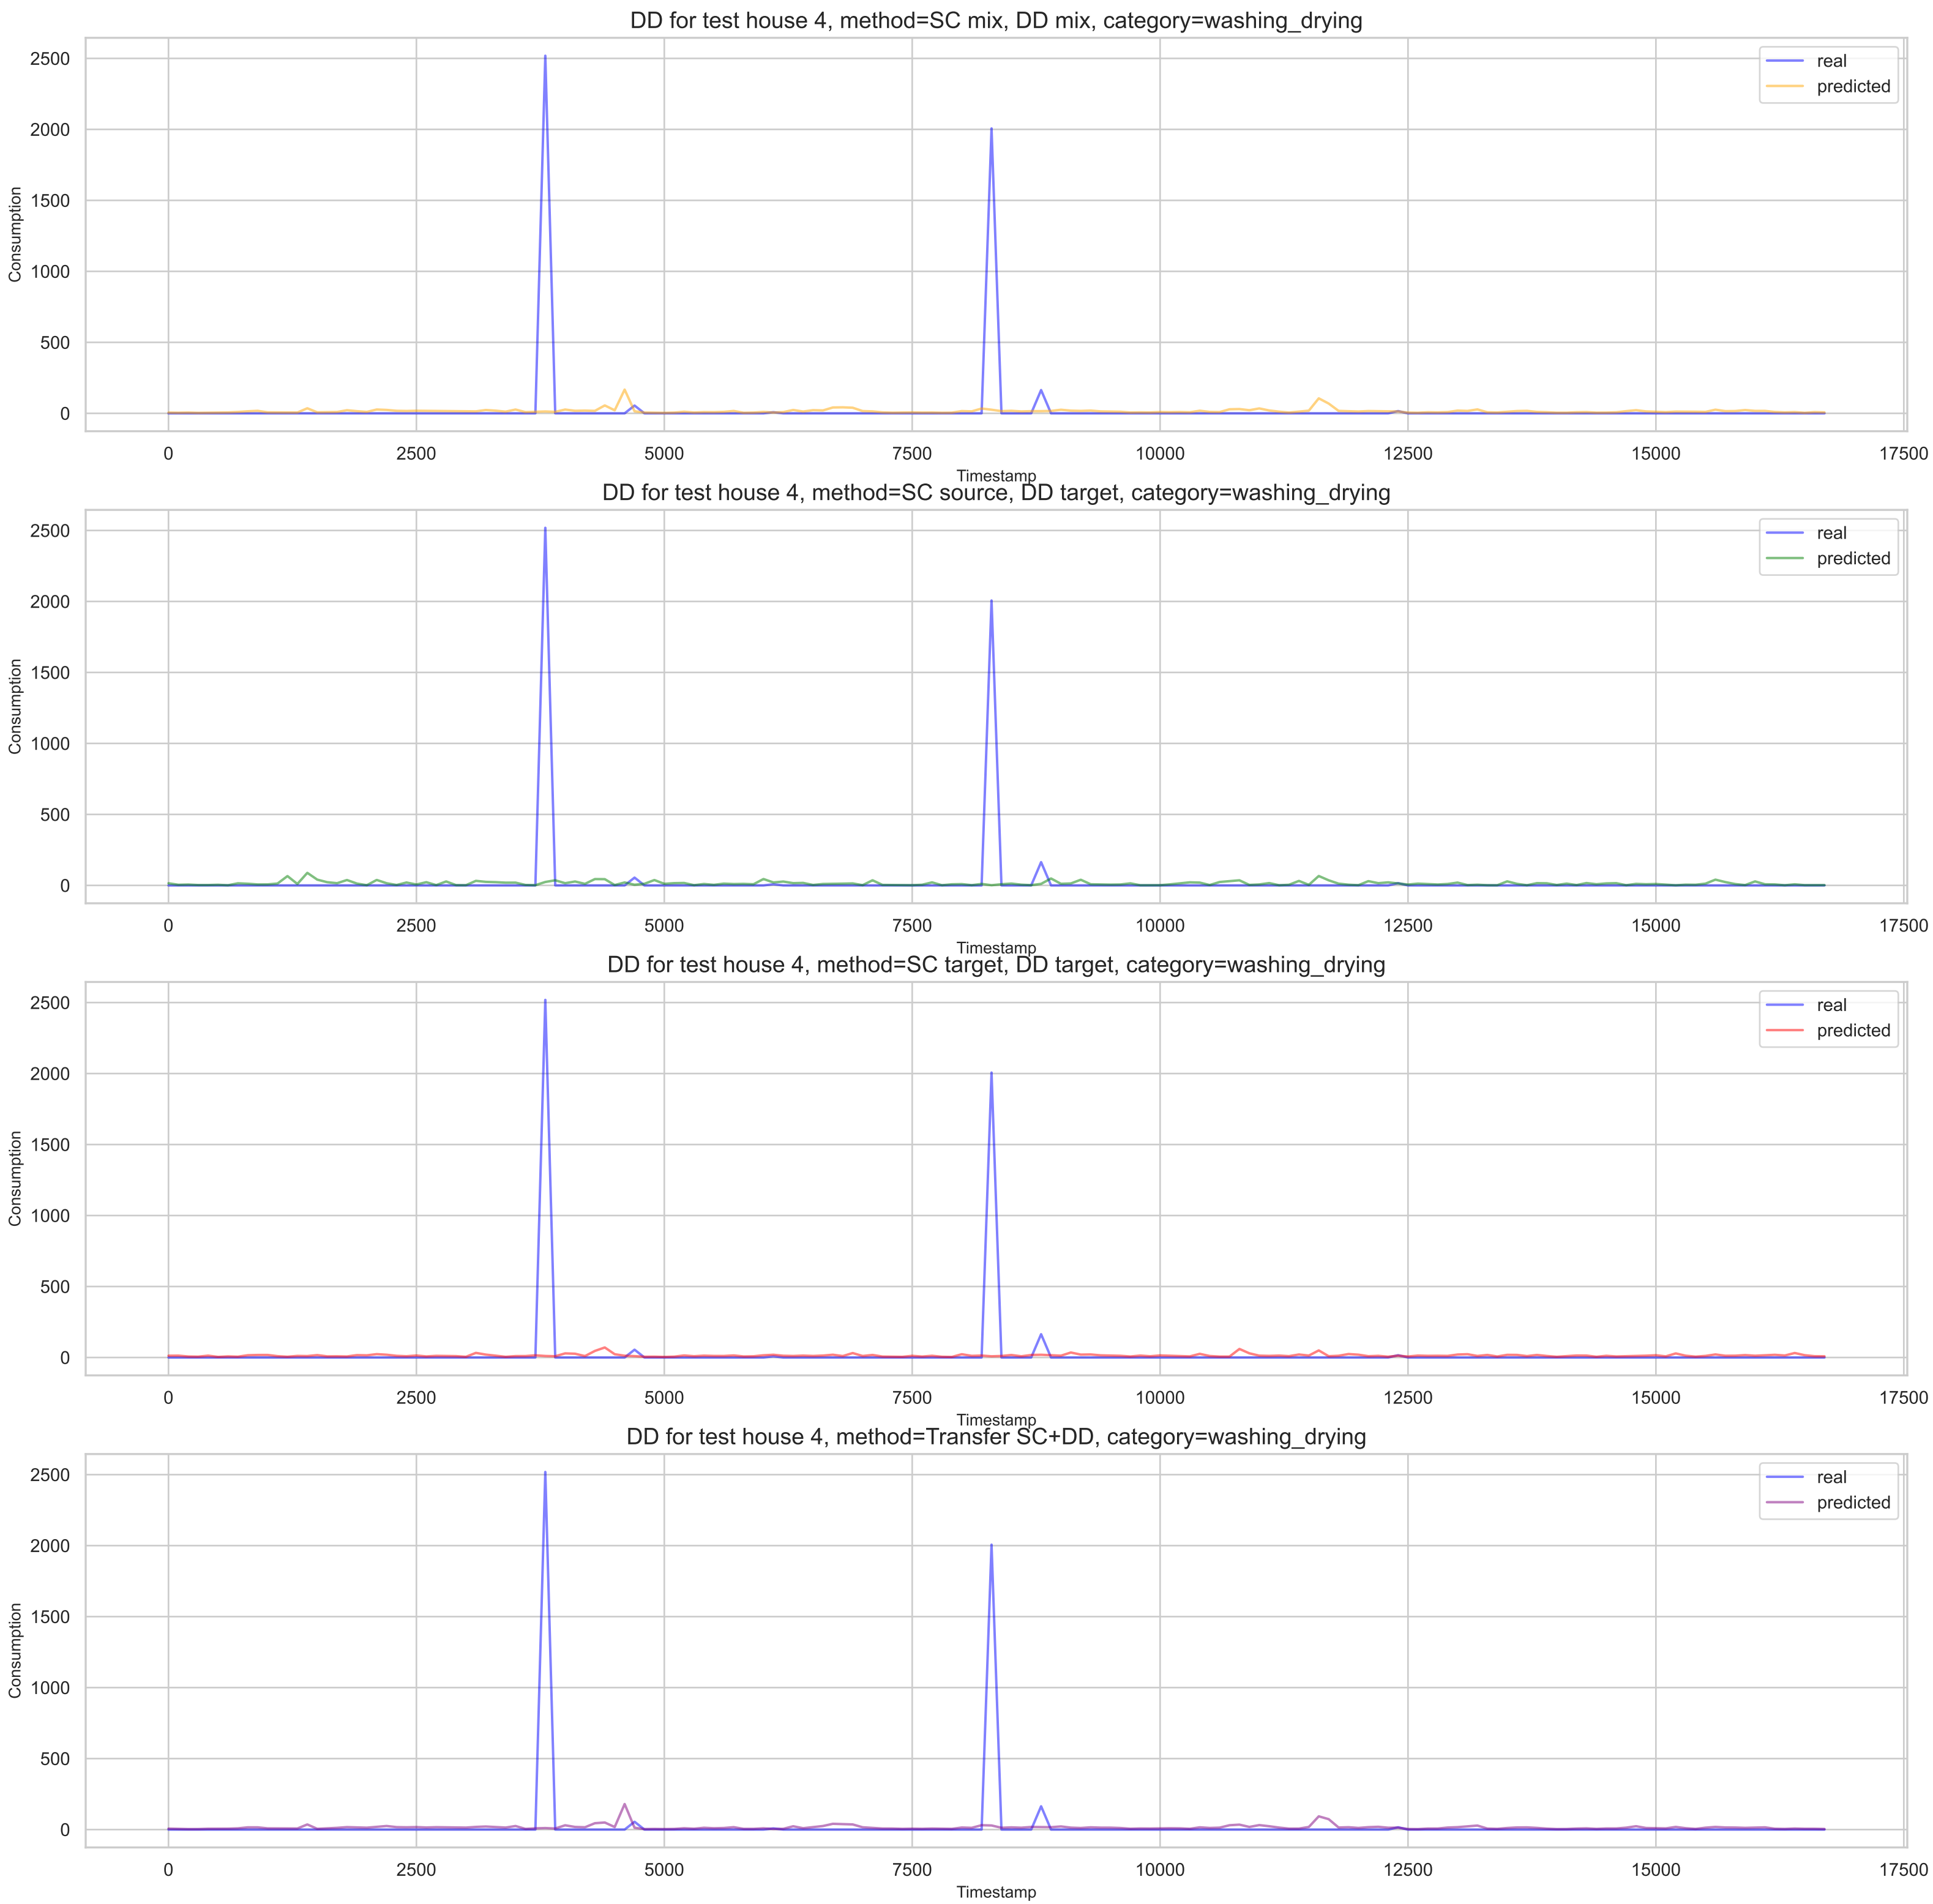 DD for test house 4, method=SC mix, DD mix, category=washing_drying
2500
2000
1500
1000
500
0
Consumption
real
predicted
0 2500 5000 7500 10000 12500 15000 17500
Timestamp
DD for test house 4, method=SC source, DD target, category=washing_drying
2500
2000
1500
1000
500
0
Consumption
real
predicted
0 2500 5000 7500 10000 12500 15000 17500
Timestamp
DD for test house 4, method=SC target, DD target, category=washing_drying
2500
2000
1500
1000
500
0
Consumption
real
predicted
0 2500 5000 7500 10000 12500 15000 17500
Timestamp
DD for test house 4, method=Transfer SC+DD, category=washing_drying
2500
2000
1500
1000
500
0
Consumption
real
predicted
0 2500 5000 7500 10000 12500 15000 17500
Timestamp